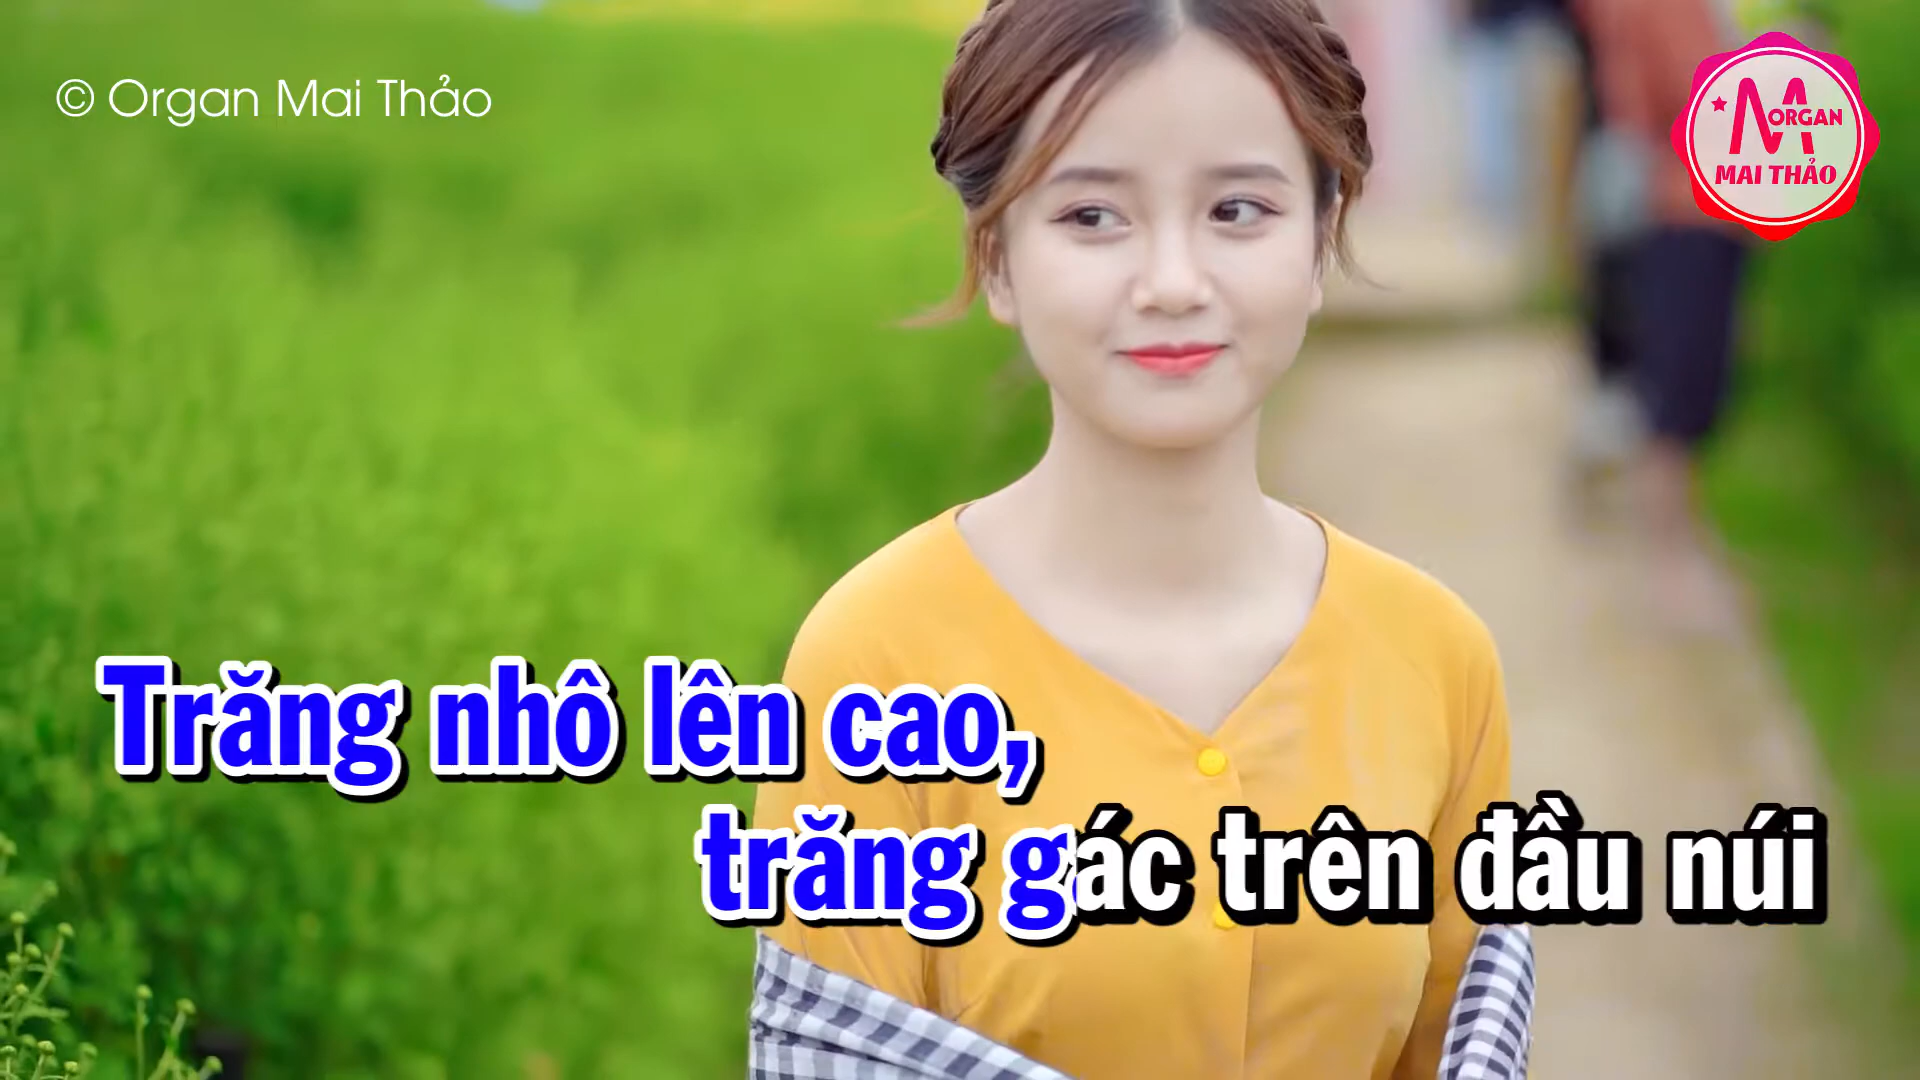 © Organ Mai Thảo
M ORGAN
MAI THẢO
Trăng nhô lên cao,
trăng gác trên đầu núi